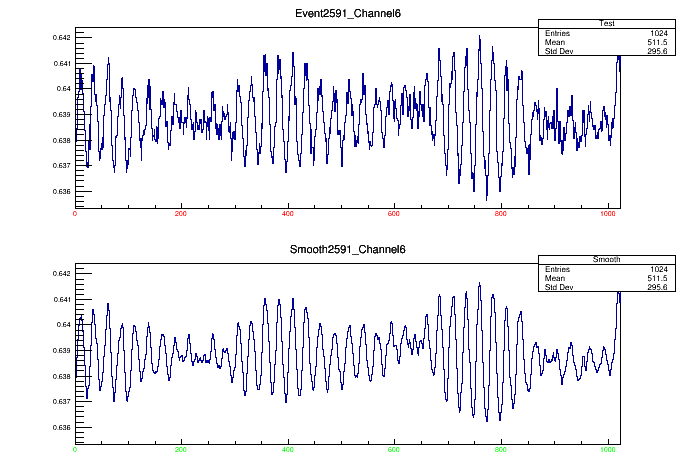 Event2591_Channel6
Test
Entries 1024
Mean 511.5
Std Dev 295.6
0.642
0.641
0.64
0.639
0.638
0.637
0.636
0 200 400 600 800 1000
Smooth2591_Channel6
Smooth
Entries 1024
Mean 511.5
Std Dev 295.6
0.642
0.641
0.64
0.639
0.638
0.637
0.636
0 200 400 600 800 1000